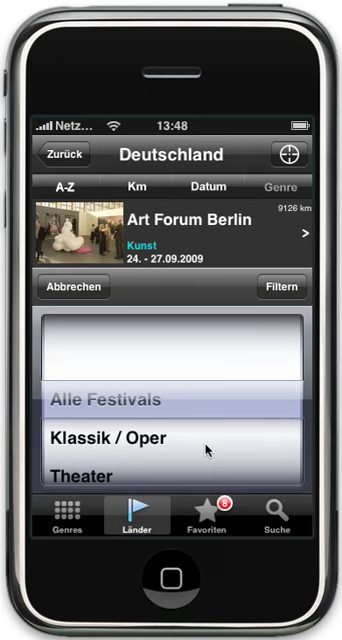 Netz...
13:48
Zurück
Deutschland
A-Z Km Datum Genre
9126 km
Art Forum Berlin
>
Kunst
24. - 27.09.2009
Abbrechen
Filtern
Alle Festivals
Klassik / Oper
Theater
8
Genres Länder Favoriten Suche